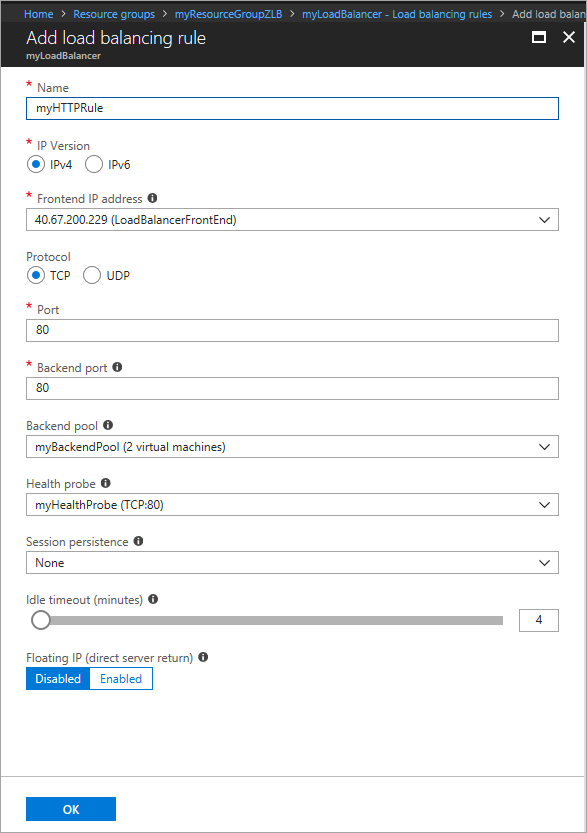 Home > Resource groups > myResourceGroupZLB > myLoadBalancer - Load balancing rules > Add load balan
Add load balancing rule
myLoadBalancer
* Name
myHTTPRule
* IP Version
IPv4 IPv6
* Frontend IP address
40.67.200.229 (LoadBalancerFrontEnd)
Protocol
TCP UDP
* Port
80
* Backend port
80
Backend pool
myBackendPool (2 virtual machines)
Health probe
myHealthProbe (TCP:80)
Session persistence
None
Idle timeout (minutes)
4
Floating IP (direct server return)
Disabled Enabled
OK